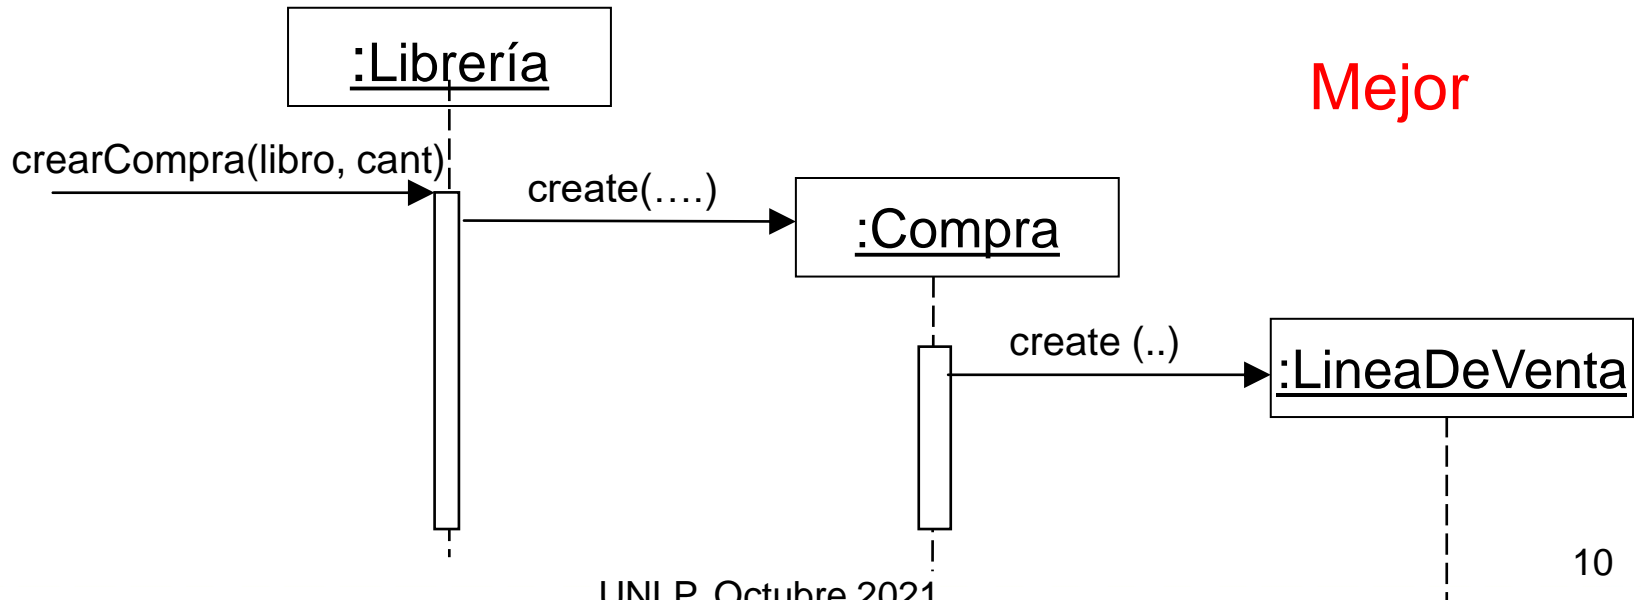 :Librería
Mejor
crearCompra(libro, cant)
create(….)
:Compra
create (..)
:LineaDeVenta
10
UNLP, Octubre 2021